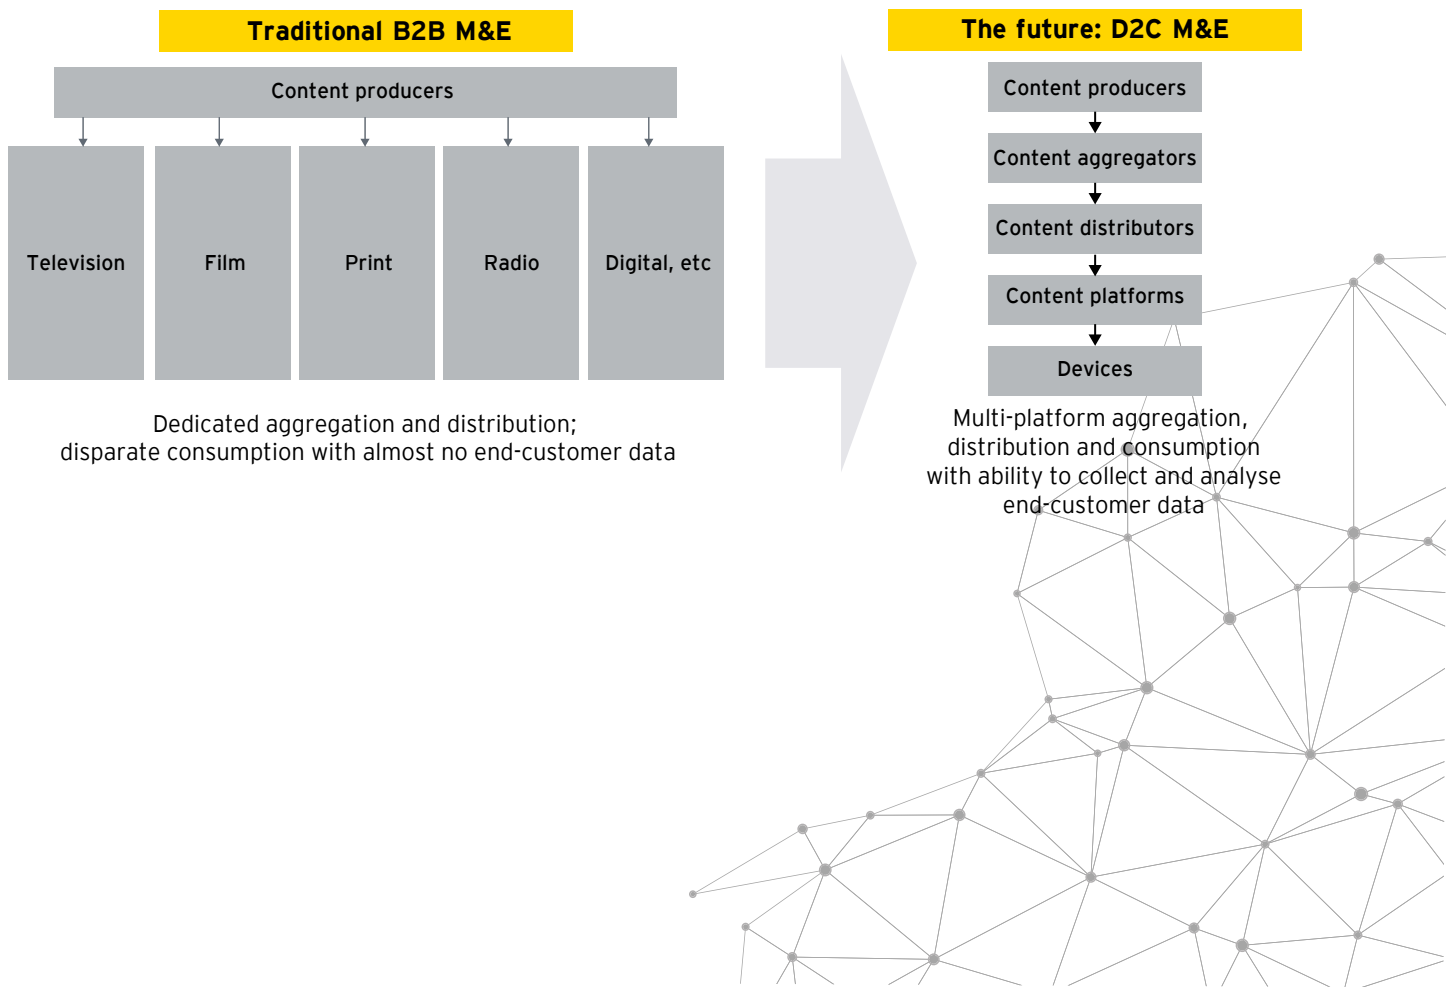 Traditional B2B M&E
Content producers
Television
Film
Print
Radio
Digital, etc
Dedicated aggregation and distribution;
disparate consumption with almost no end-customer data
The future: D2C M&E
Content producers
Content aggregators
Content distributors
Content platforms
Devices
Multi-platform aggregation,
distribution and consumption
with ability to collect and analyse
end-customer data